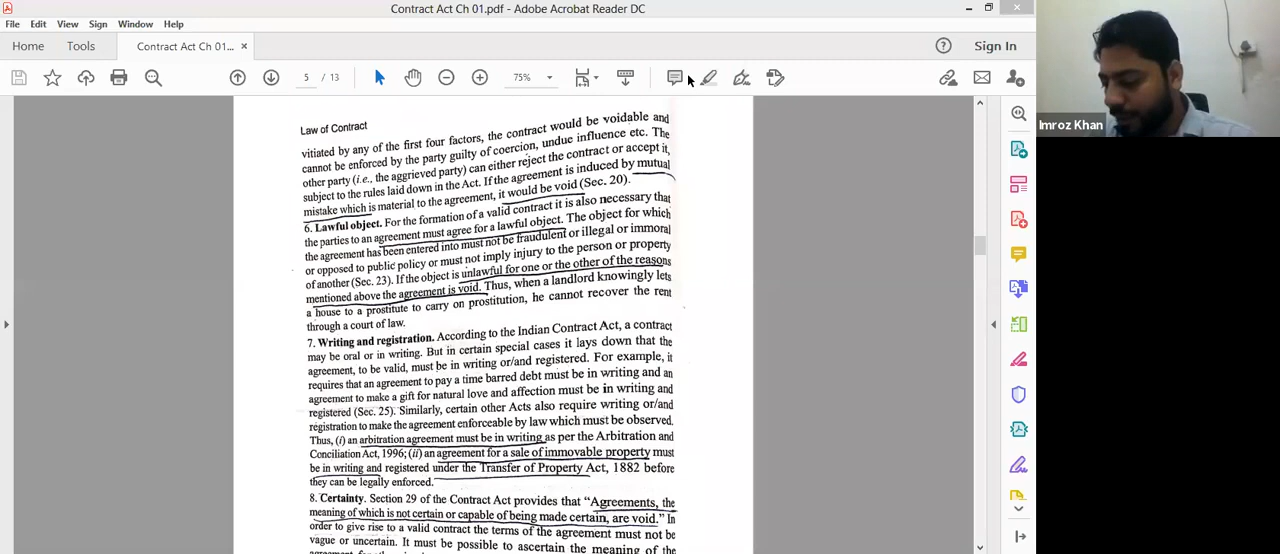 Contract Act Ch 01.pdf - Adobe Acrobat Reader DC
File Edit View Sign Window Help
Home Tools Contract Act Ch 01... × Sign In
5 / 13 75%
Imroz Khan
Law of Contract
vitiated by any of the first four factors, the contract would be voidable and
cannot be enforced by the party guilty of coercion, undue influence etc. The
other party (i.e., the aggrieved party) can either reject the contract or accept it,
subject to the rules laid down in the Act. If the agreement is induced by mutual
mistake which is material to the agreement, it would be void (Sec. 20).
6. Lawful object. For the formation of a valid contract it is also necessary that
the parties to an agreement must agree for a lawful object. The object for which
the agreement has been entered into must not be fraudulent or illegal or immoral
or opposed to public policy or must not imply injury to the person or property
of another (Sec. 23). If the object is unlawful for one or the other of the reasons
mentioned above the agreement is void. Thus, when a landlord knowingly lets
a house to a prostitute to carry on prostitution, he cannot recover the rent
through a court of law.
7. Writing and registration. According to the Indian Contract Act, a contract
may be oral or in writing. But in certain special cases it lays down that the
agreement, to be valid, must be in writing or/and registered. For example, it
requires that an agreement to pay a time barred debt must be in writing and an
agreement to make a gift for natural love and affection must be in writing and
registered (Sec. 25). Similarly, certain other Acts also require writing or/and
registration to make the agreement enforceable by law which must be observed.
Thus, (i) an arbitration agreement must be in writing as per the Arbitration and
Conciliation Act, 1996; (ii) an agreement for a sale of immovable property must
be in writing and registered under the Transfer of Property Act, 1882 before
they can be legally enforced.
8. Certainty. Section 29 of the Contract Act provides that “Agreements, the
meaning of which is not certain or capable of being made certain, are void.” In
order to give rise to a valid contract the terms of the agreement must not be
vague or uncertain. It must be possible to ascertain the meaning of the